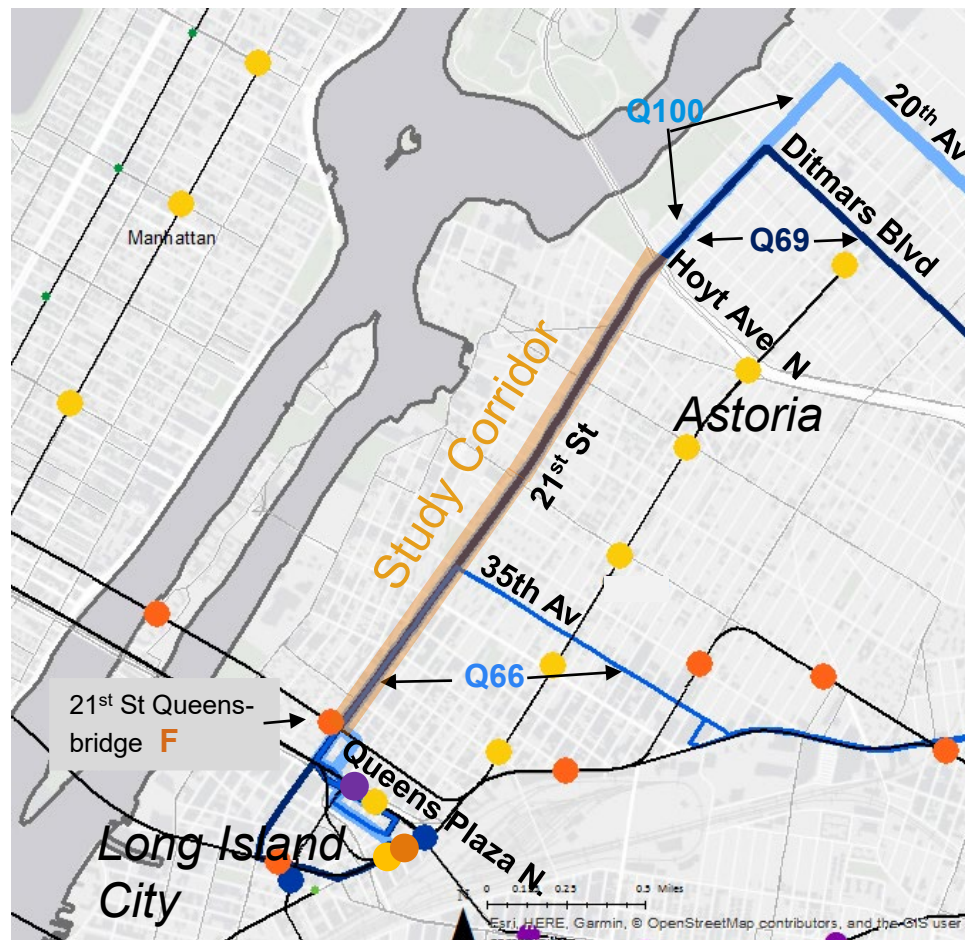 Q100
20th Av
Ditmars Blvd
Manhattan
Q69
Hoyt Ave N
Study Corridor
Astoria
21st St
35th Av
Q66
21st St Queens-
bridge F
Queens Plaza N.
Long Island
City
0 0.125 0.25 0.5 Miles
Esri, HERE, Garmin, © OpenStreetMap contributors, and the GIS user